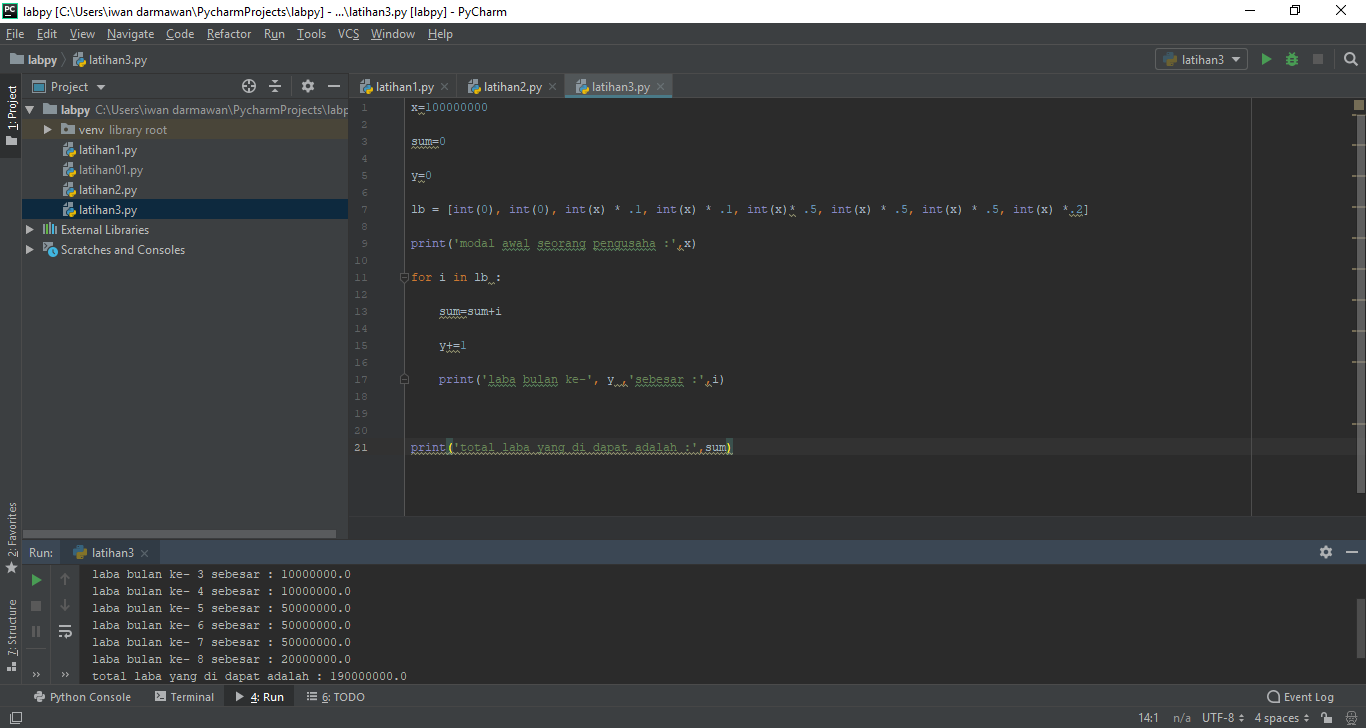 labpy [C:\Users\iwan darmawan\PycharmProjects\labpy] - ...\latihan3.py [labpy] - PyCharm
File Edit View Navigate Code Refactor Run Tools VCS Window Help
labpy latihan3.py
latihan3
1: Project
Project
labpy C:\Users\iwan darmawan\PycharmProjects\labp
venv library root
latihan1.py
latihan01.py
latihan2.py
latihan3.py
External Libraries
Scratches and Consoles
latihan1.py latihan2.py latihan3.py
1 x=100000000
2
3 sum=0
4
5 y=0
6
7 lb = [int(0), int(0), int(x) * .1, int(x) * .1, int(x)* .5, int(x) * .5, int(x) * .5, int(x) *.2]
8
9 print('modal awal seorang pengusaha :',x)
10
11 for i in lb :
12
13 sum=sum+i
14
15 y+=1
16
17 print('laba bulan ke-', y ,'sebesar :',i)
18
19
20
21 print('total laba yang di dapat adalah :',sum)
2: Favorites
7: Structure
Run: latihan3
laba bulan ke- 3 sebesar : 10000000.0
laba bulan ke- 4 sebesar : 10000000.0
laba bulan ke- 5 sebesar : 50000000.0
laba bulan ke- 6 sebesar : 50000000.0
laba bulan ke- 7 sebesar : 50000000.0
laba bulan ke- 8 sebesar : 20000000.0
total laba yang di dapat adalah : 190000000.0
Python Console Terminal 4: Run 6: TODO Event Log
14:1 n/a UTF-8 4 spaces